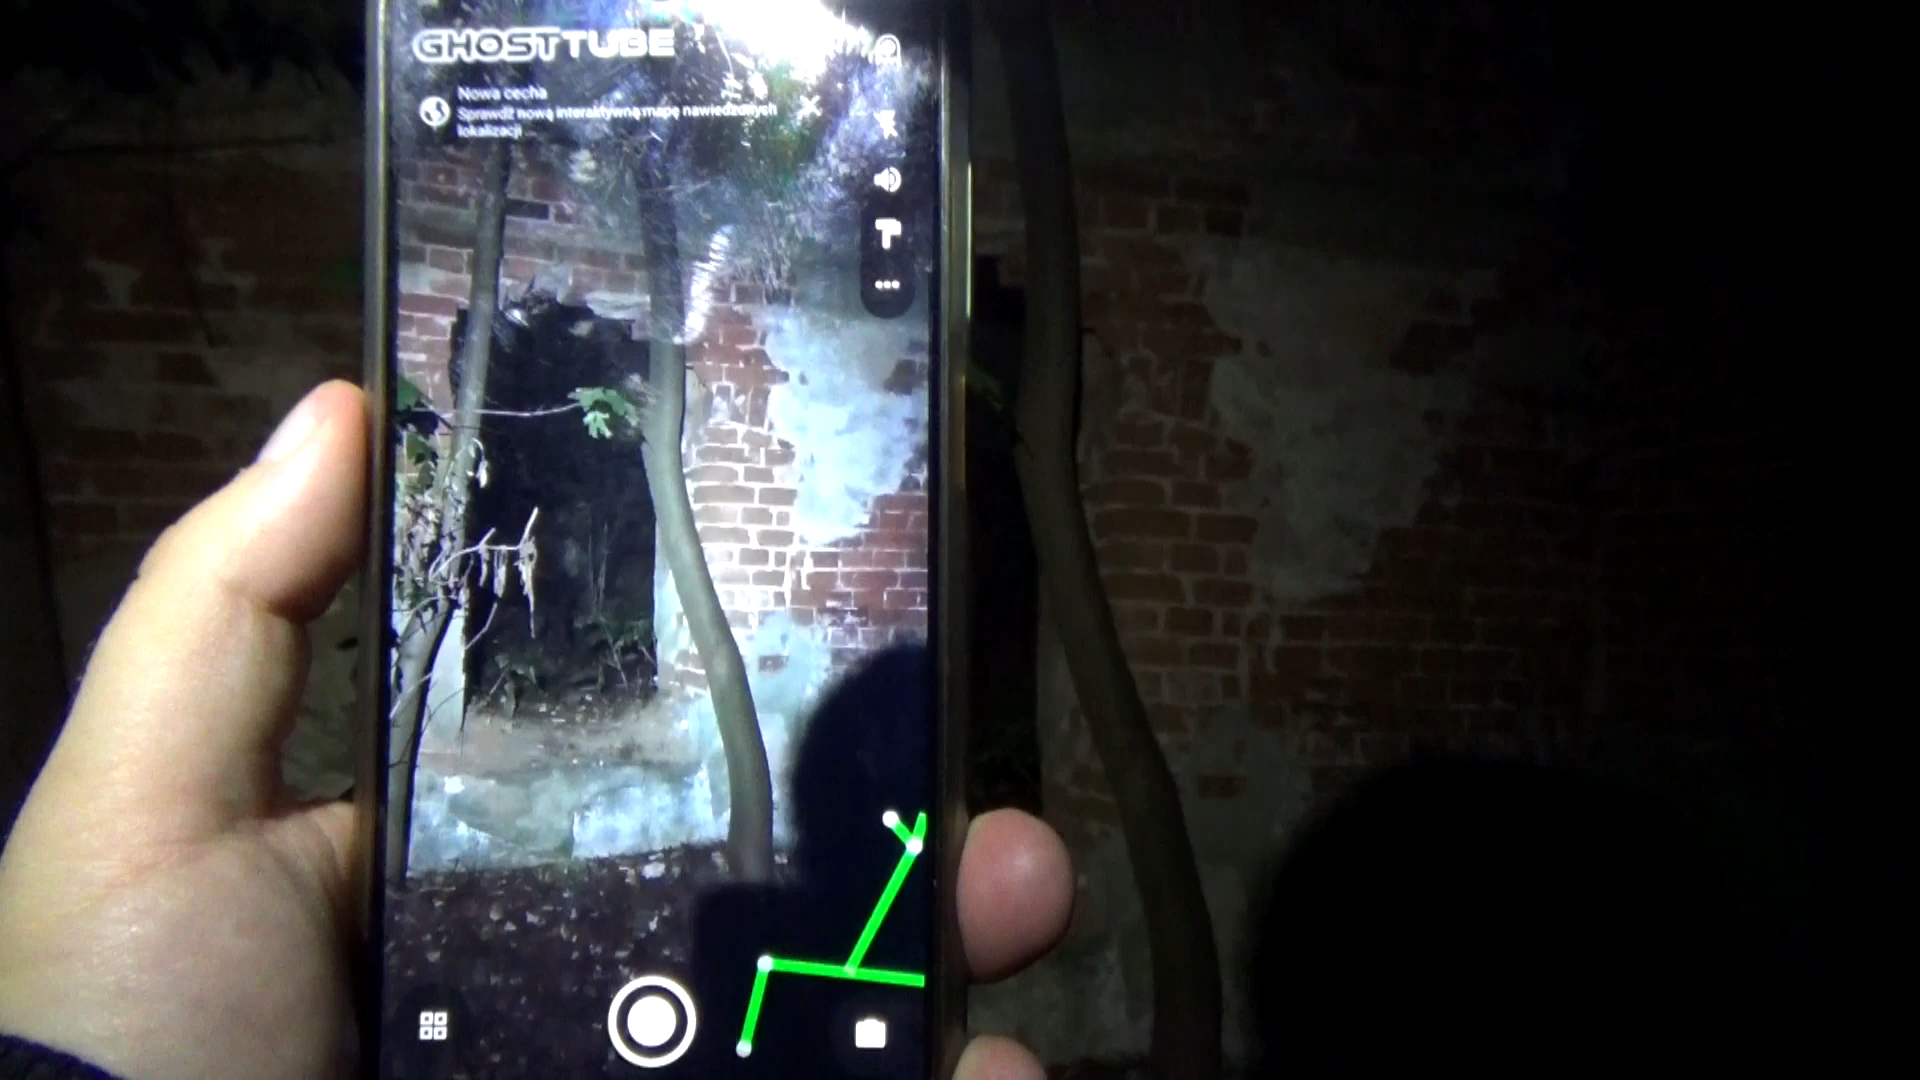 GHOSTTUBE
Nowa cecha
Sprawdź nową interaktywną mapę nawiedzonych
lokalizacji